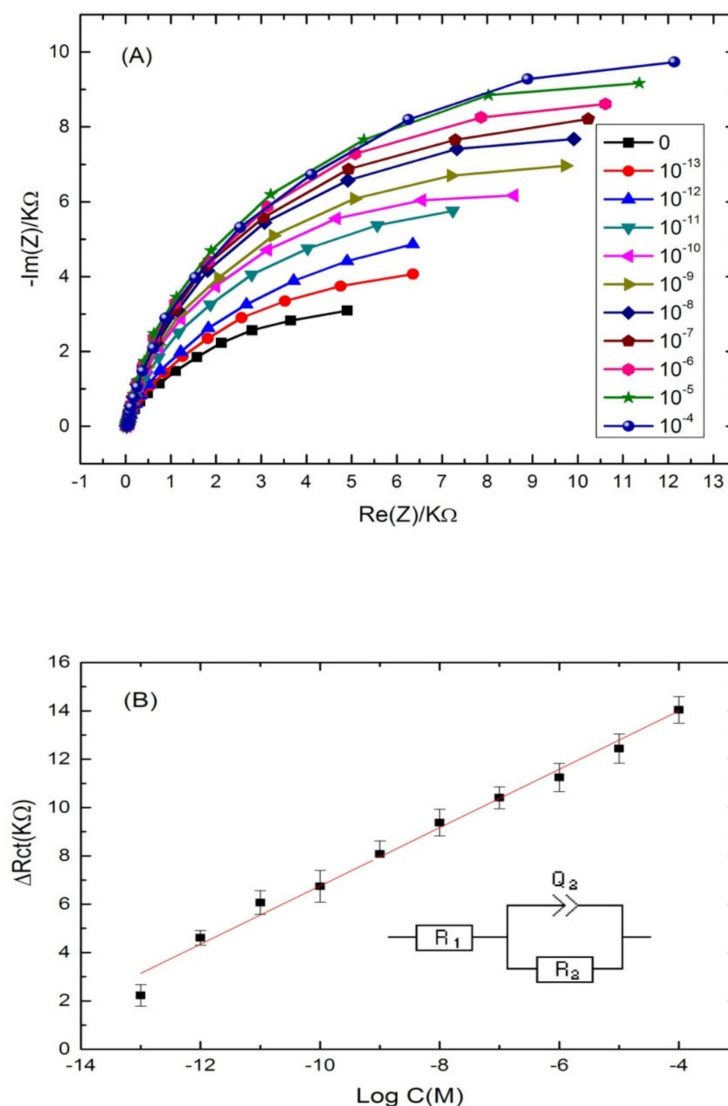 (A)
10
8
6
4
2
0
-Im(Z)/KΩ
-1 0 1 2 3 4 5 6 7 8 9 10 11 12 13
Re(Z)/KΩ
0
10⁻¹³
10⁻¹²
10⁻¹¹
10⁻¹⁰
10⁻⁹
10⁻⁸
10⁻⁷
10⁻⁶
10⁻⁵
10⁻⁴
(B)
16
14
12
10
8
6
4
2
0
ΔRct(KΩ)
Q₂
R₁
R₂
-14 -12 -10 -8 -6 -4
Log C(M)